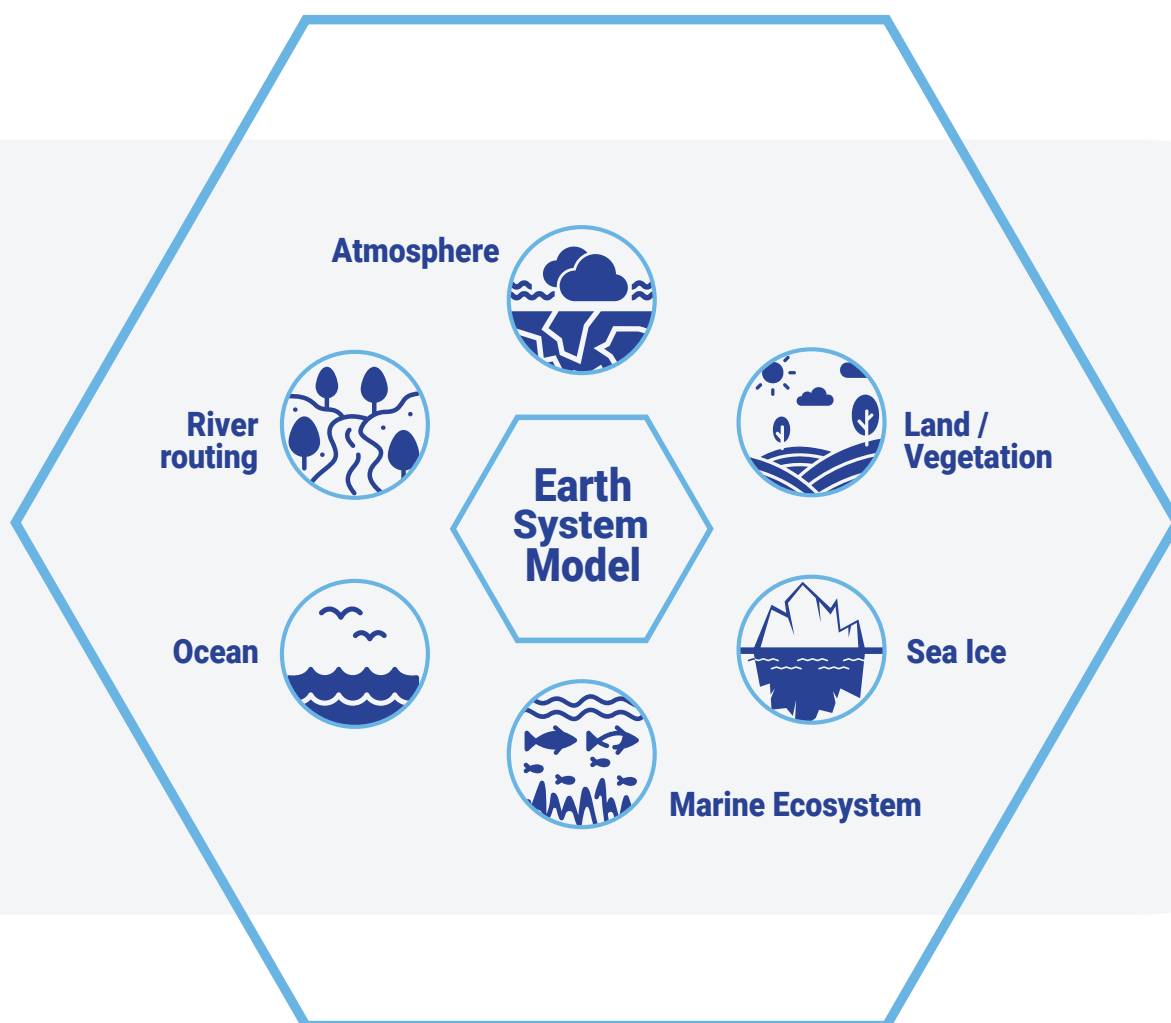 Atmosphere
River
routing
Land /
Vegetation
Earth
System
Model
Ocean
Sea Ice
Marine Ecosystem